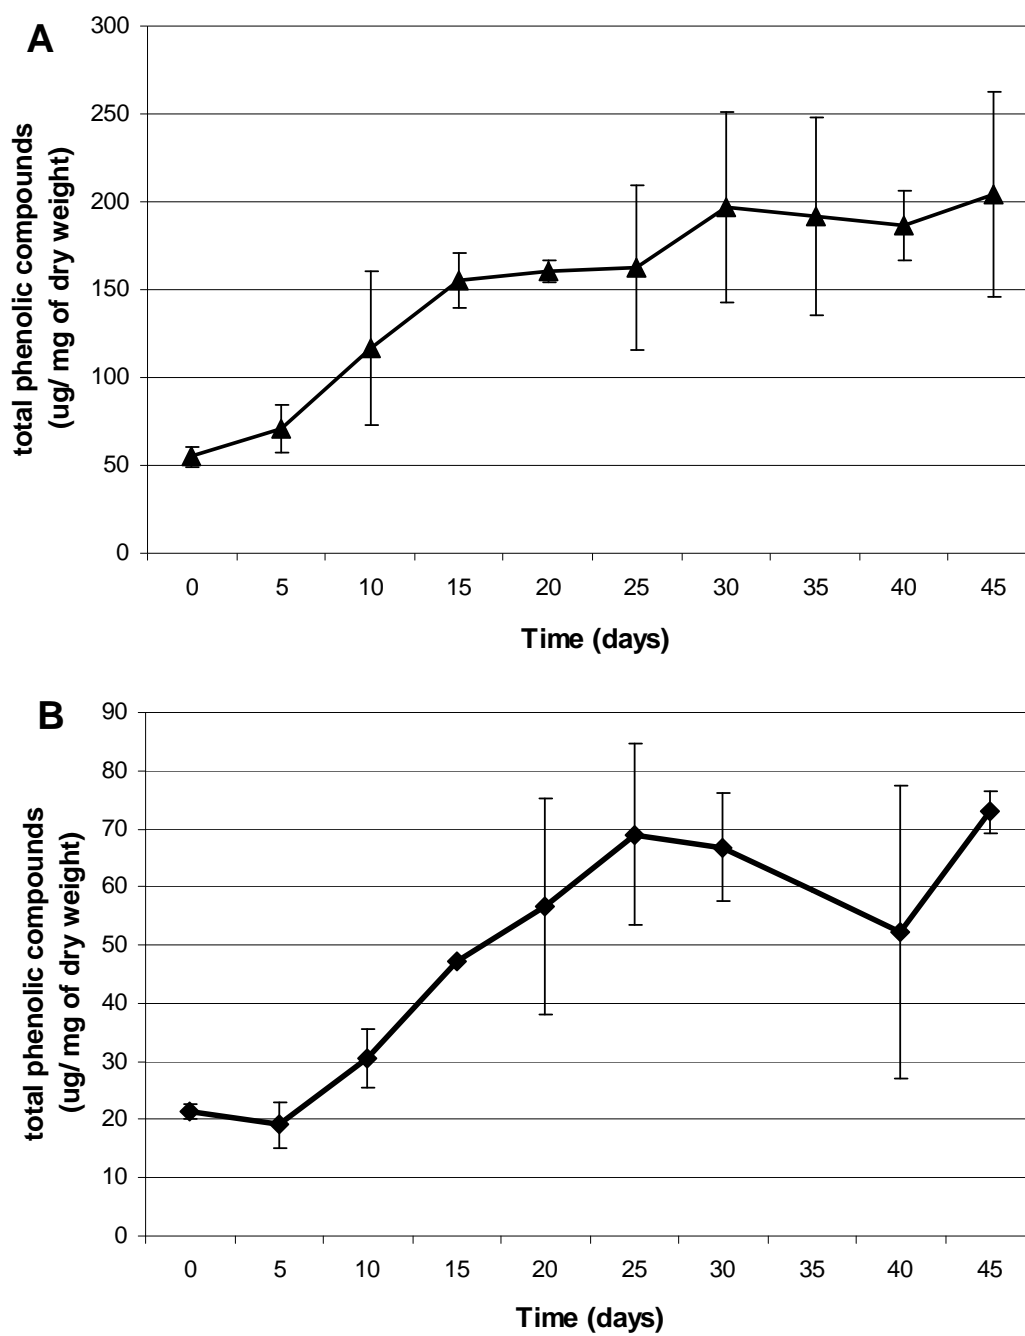 A
300
250
200
150
100
50
0
total phenolic compounds
(ug/ mg of dry weight)
0 5 10 15 20 25 30 35 40 45
Time (days)
B
90
80
70
60
50
40
30
20
10
0
total phenolic compounds
(ug/ mg of dry weight)
0 5 10 15 20 25 30 35 40 45
Time (days)